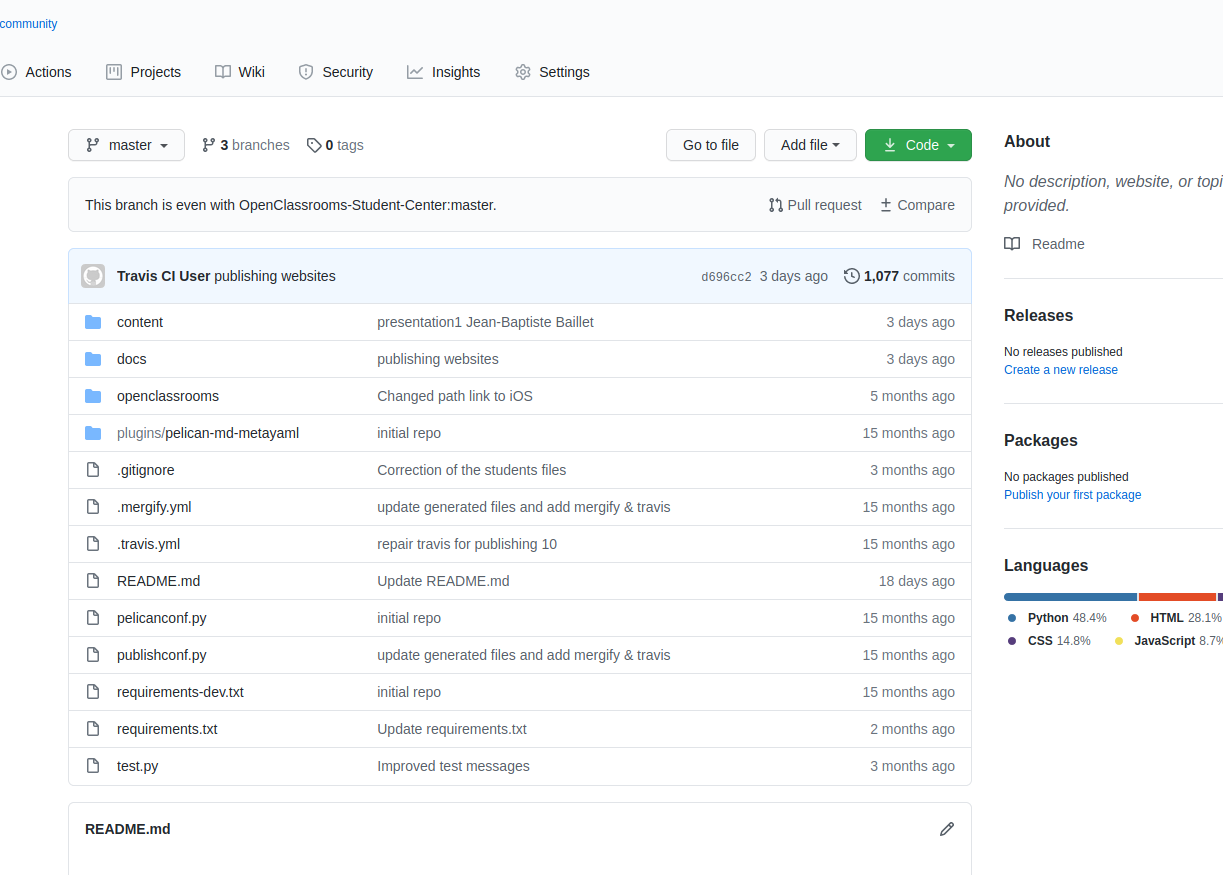 community
Actions Projects Wiki Security Insights Settings
master 3 branches 0 tags Go to file Add file Code
This branch is even with OpenClassrooms-Student-Center:master. Pull request Compare
Travis CI User publishing websites d696cc2 3 days ago 1,077 commits
content presentation1 Jean-Baptiste Baillet 3 days ago
docs publishing websites 3 days ago
openclassrooms Changed path link to iOS 5 months ago
plugins/pelican-md-metayaml initial repo 15 months ago
.gitignore Correction of the students files 3 months ago
.mergify.yml update generated files and add mergify & travis 15 months ago
.travis.yml repair travis for publishing 10 15 months ago
README.md Update README.md 18 days ago
pelicanconf.py initial repo 15 months ago
publishconf.py update generated files and add mergify & travis 15 months ago
requirements-dev.txt initial repo 15 months ago
requirements.txt Update requirements.txt 2 months ago
test.py Improved test messages 3 months ago
README.md
About
No description, website, or topi
provided.
Readme
Releases
No releases published
Create a new release
Packages
No packages published
Publish your first package
Languages
Python 48.4% HTML 28.1%
CSS 14.8% JavaScript 8.7%